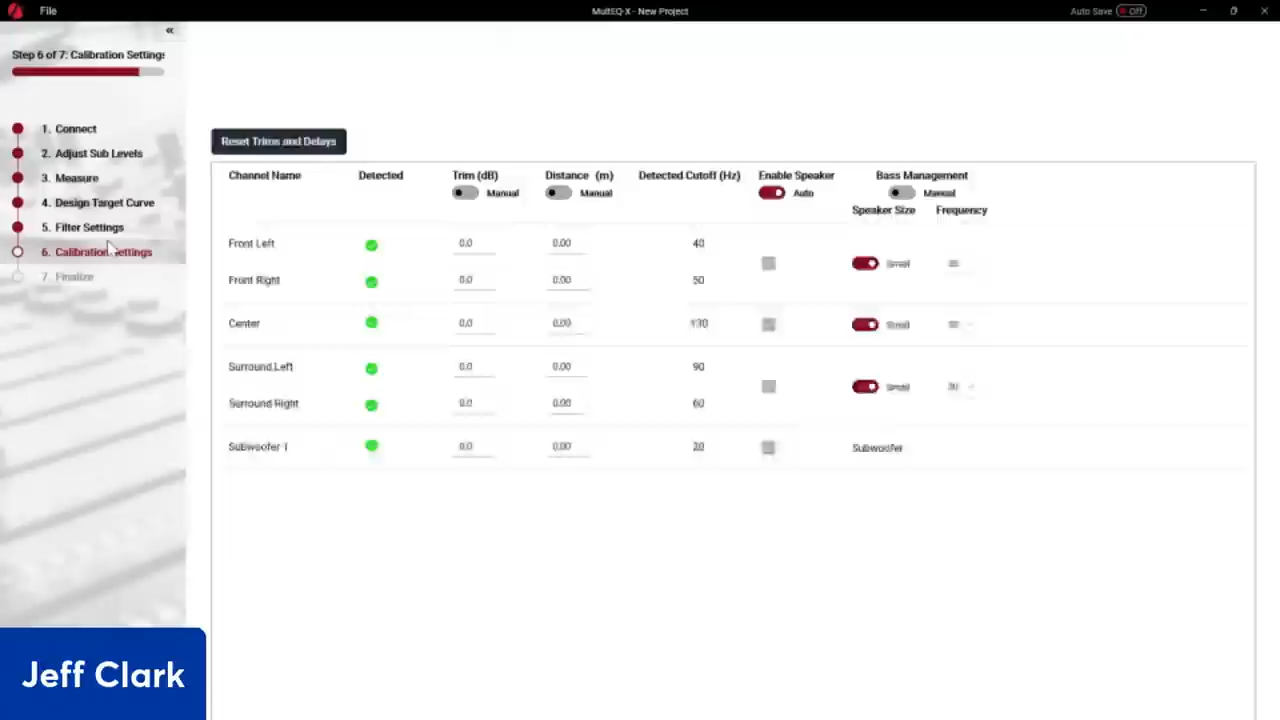 File
MultEQ-X - New Project
Auto Save Off
Step 6 of 7: Calibration Settings
1. Connect
2. Adjust Sub Levels
3. Measure
4. Design Target Curve
5. Filter Settings
6. Calibration Settings
7. Finalize
Reset Trims and Delays
Channel Name Detected Trim (dB) Distance (m) Detected Cutoff (Hz) Enable Speaker Bass Management
Manual Manual Auto Manual
Speaker Size Frequency
Front Left 0.0 0.00 40
Small
Front Right 0.0 0.00 50
Center 0.0 0.00 130 Small
Surround Left 0.0 0.00 90
Small
Surround Right 0.0 0.00 60
Subwoofer 1 0.0 0.00 20 Subwoofer
Jeff Clark